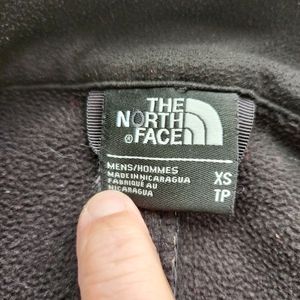 THE
NORTH
FACE
®
MENS/HOMMES
MADE IN NICARAGUA
FABRIQUE AU
NICARAGUA
XS
TP